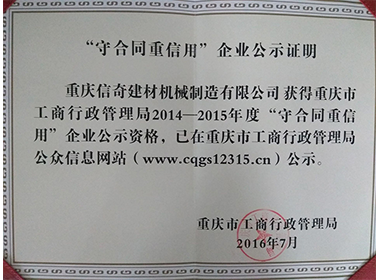 “守合同重信用”企业公示证明
重庆信奇建材机械制造有限公司 获得重庆市
工商行政管理局2014—2015年度“守合同重信
用”企业公示资格，已在重庆市工商行政管理局
公众信息网站（www.cqgs12315.cn）公示。
重庆市工商行政管理局
2016年7月